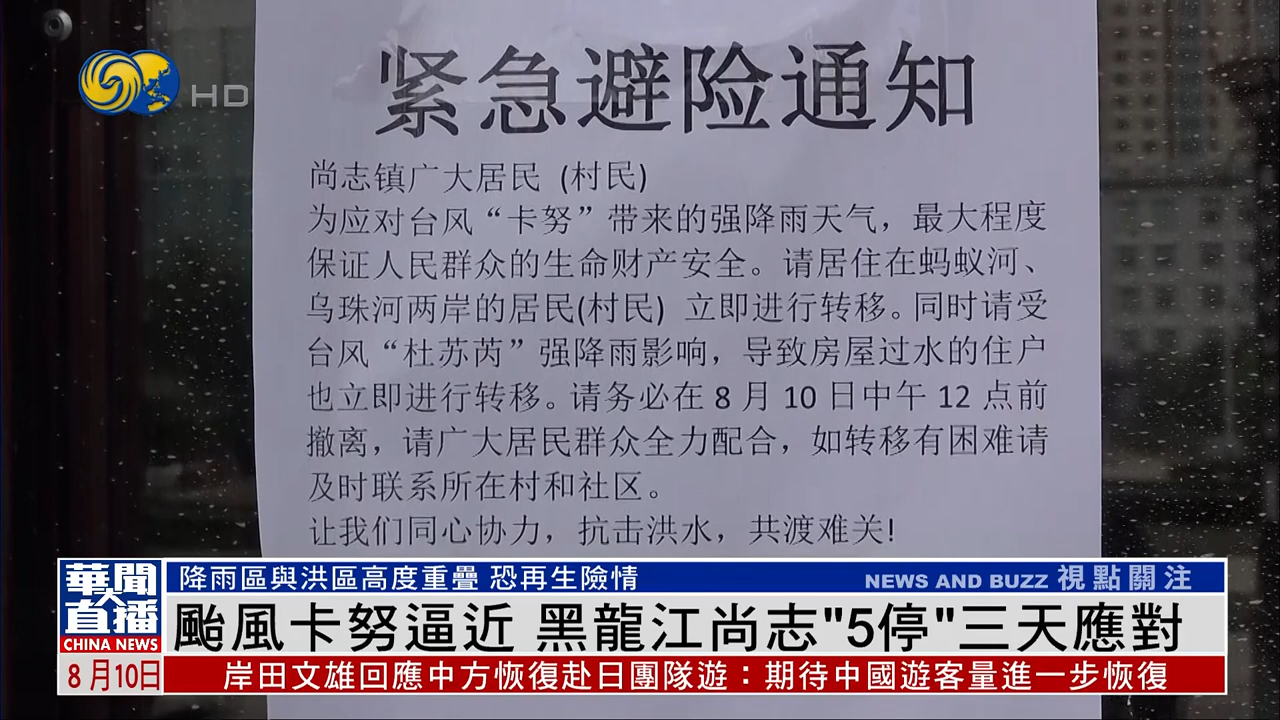 HD
紧急避险通知
尚志镇广大居民 (村民)
为应对台风“卡努”带来的强降雨天气，最大程度
保证人民群众的生命财产安全。请居住在蚂蚁河、
乌珠河两岸的居民(村民) 立即进行转移。同时请受
台风“杜苏芮”强降雨影响，导致房屋过水的住户
也立即进行转移。请务必在 8 月 10 日中午 12 点前
撤离，请广大居民群众全力配合，如转移有困难请
及时联系所在村和社区。
让我们同心协力，抗击洪水，共渡难关!
華聞大直播
CHINA NEWS
降雨區與洪區高度重疊 恐再生險情
NEWS AND BUZZ 視點關注
颱風卡努逼近 黑龍江尚志"5停"三天應對
8月10日
岸田文雄回應中方恢復赴日團隊遊：期待中國遊客量進一步恢復